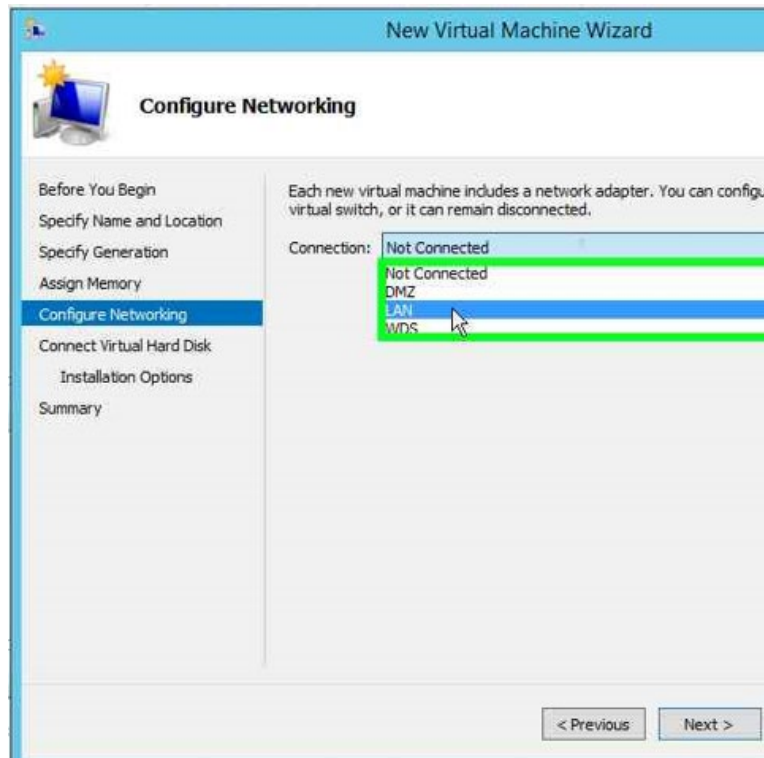 New Virtual Machine Wizard
Configure Networking
Before You Begin
Specify Name and Location
Specify Generation
Assign Memory
Configure Networking
Connect Virtual Hard Disk
Installation Options
Summary
Each new virtual machine includes a network adapter. You can configu
virtual switch, or it can remain disconnected.
Connection: Not Connected
Not Connected
DMZ
LAN
WDS
< Previous Next >